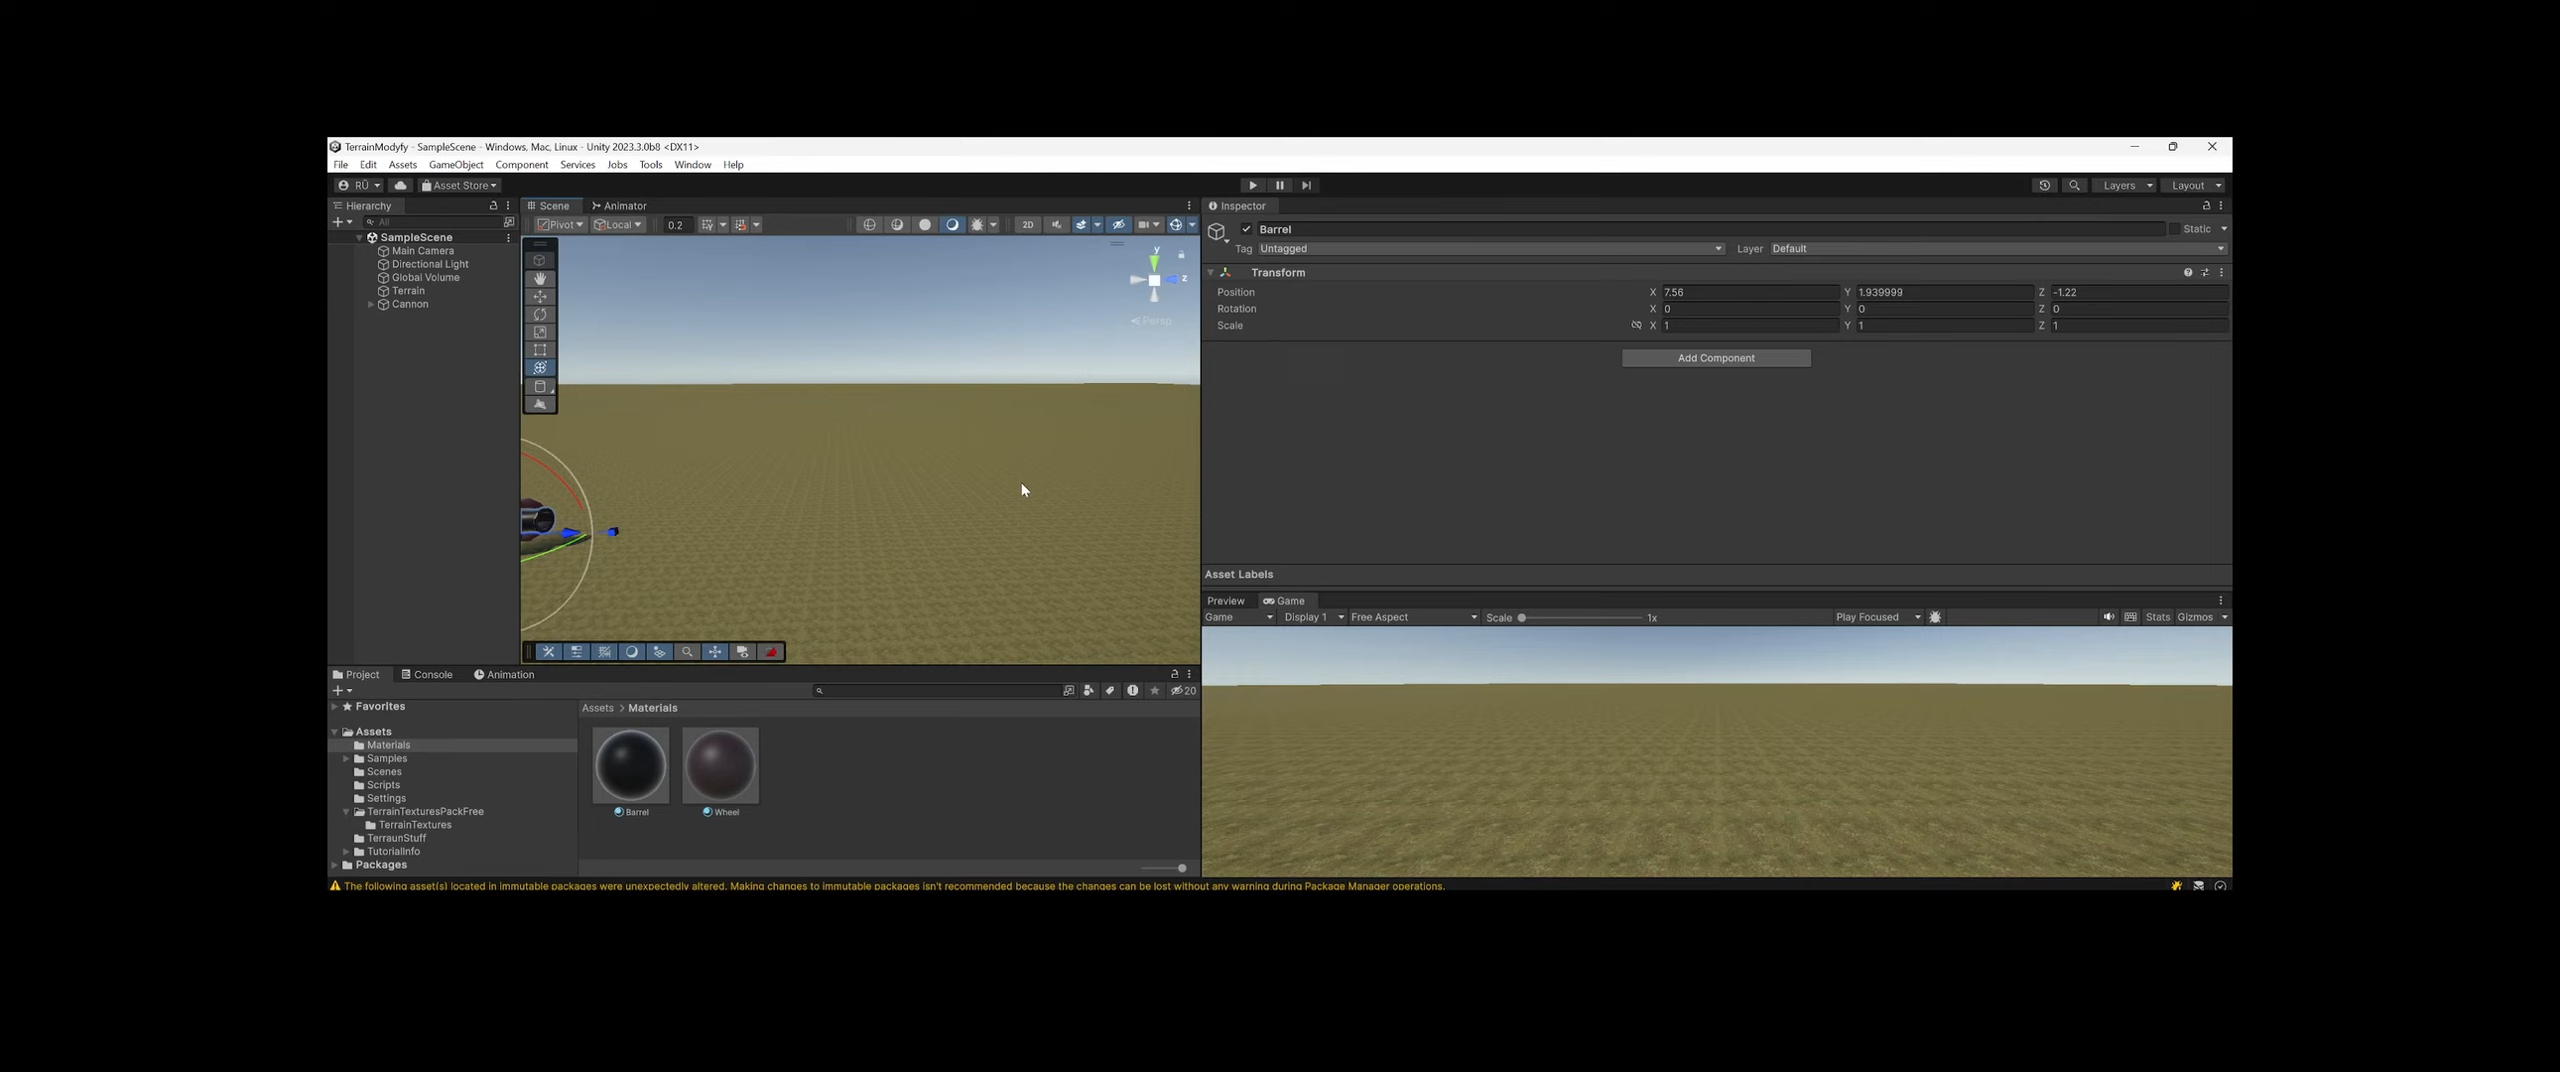 TerrainModyfy - SampleScene - Windows, Mac, Linux - Unity 2023.3.0b8 <DX11>
File Edit Assets GameObject Component Services Jobs Tools Window Help
RÜ Asset Store Layers Layout
Hierarchy
All
SampleScene
Main Camera
Directional Light
Global Volume
Terrain
Cannon
Scene Animator
Pivot Local 0.2 2D
y
z
Persp
Inspector
Barrel Static
Tag Untagged Layer Default
Transform
Position X 7.56 Y 1.939999 Z -1.22
Rotation X 0 Y 0 Z 0
Scale X 1 Y 1 Z 1
Add Component
Asset Labels
Preview Game
Game Display 1 Free Aspect Scale 1x Play Focused Stats Gizmos
Project Console Animation
20
Favorites
Assets
Materials
Samples
Scenes
Scripts
Settings
TerrainTexturesPackFree
TerrainTextures
TerraunStuff
TutorialInfo
Packages
Assets > Materials
Barrel Wheel
The following asset(s) located in immutable packages were unexpectedly altered. Making changes to immutable packages isn't recommended because the changes can be lost without any warning during Package Manager operations.